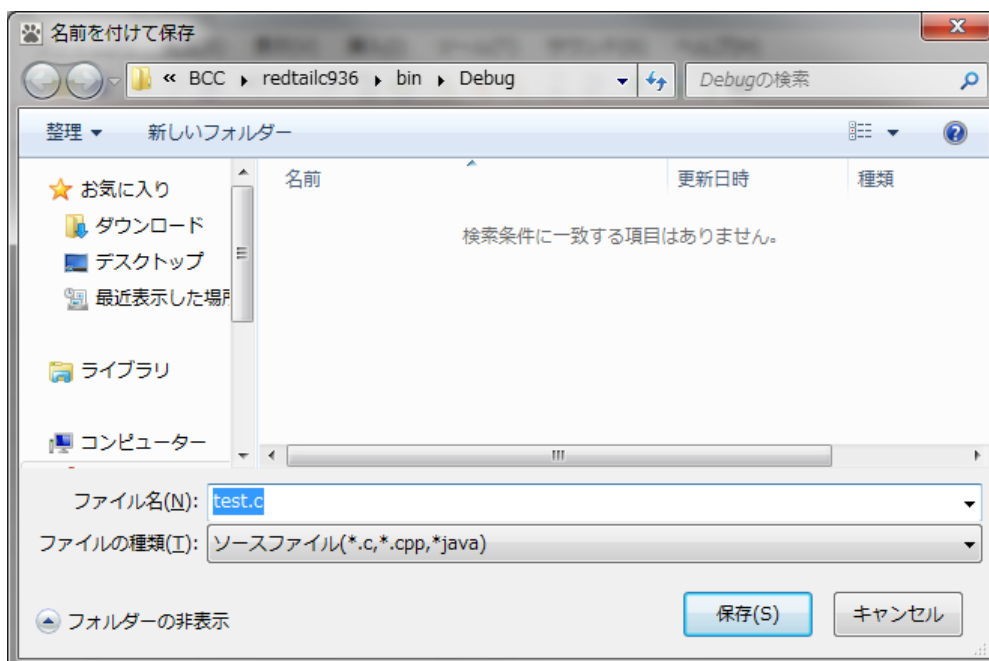 名前を付けて保存
« BCC ▸ redtailc936 ▸ bin ▸ Debug
Debugの検索
整理 ▼ 新しいフォルダー
名前 更新日時 種類
検索条件に一致する項目はありません。
お気に入り
ダウンロード
デスクトップ
最近表示した場所
ライブラリ
コンピューター
ファイル名(N): test.c
ファイルの種類(T): ソースファイル(*.c,*.cpp,*java)
フォルダーの非表示
保存(S) キャンセル